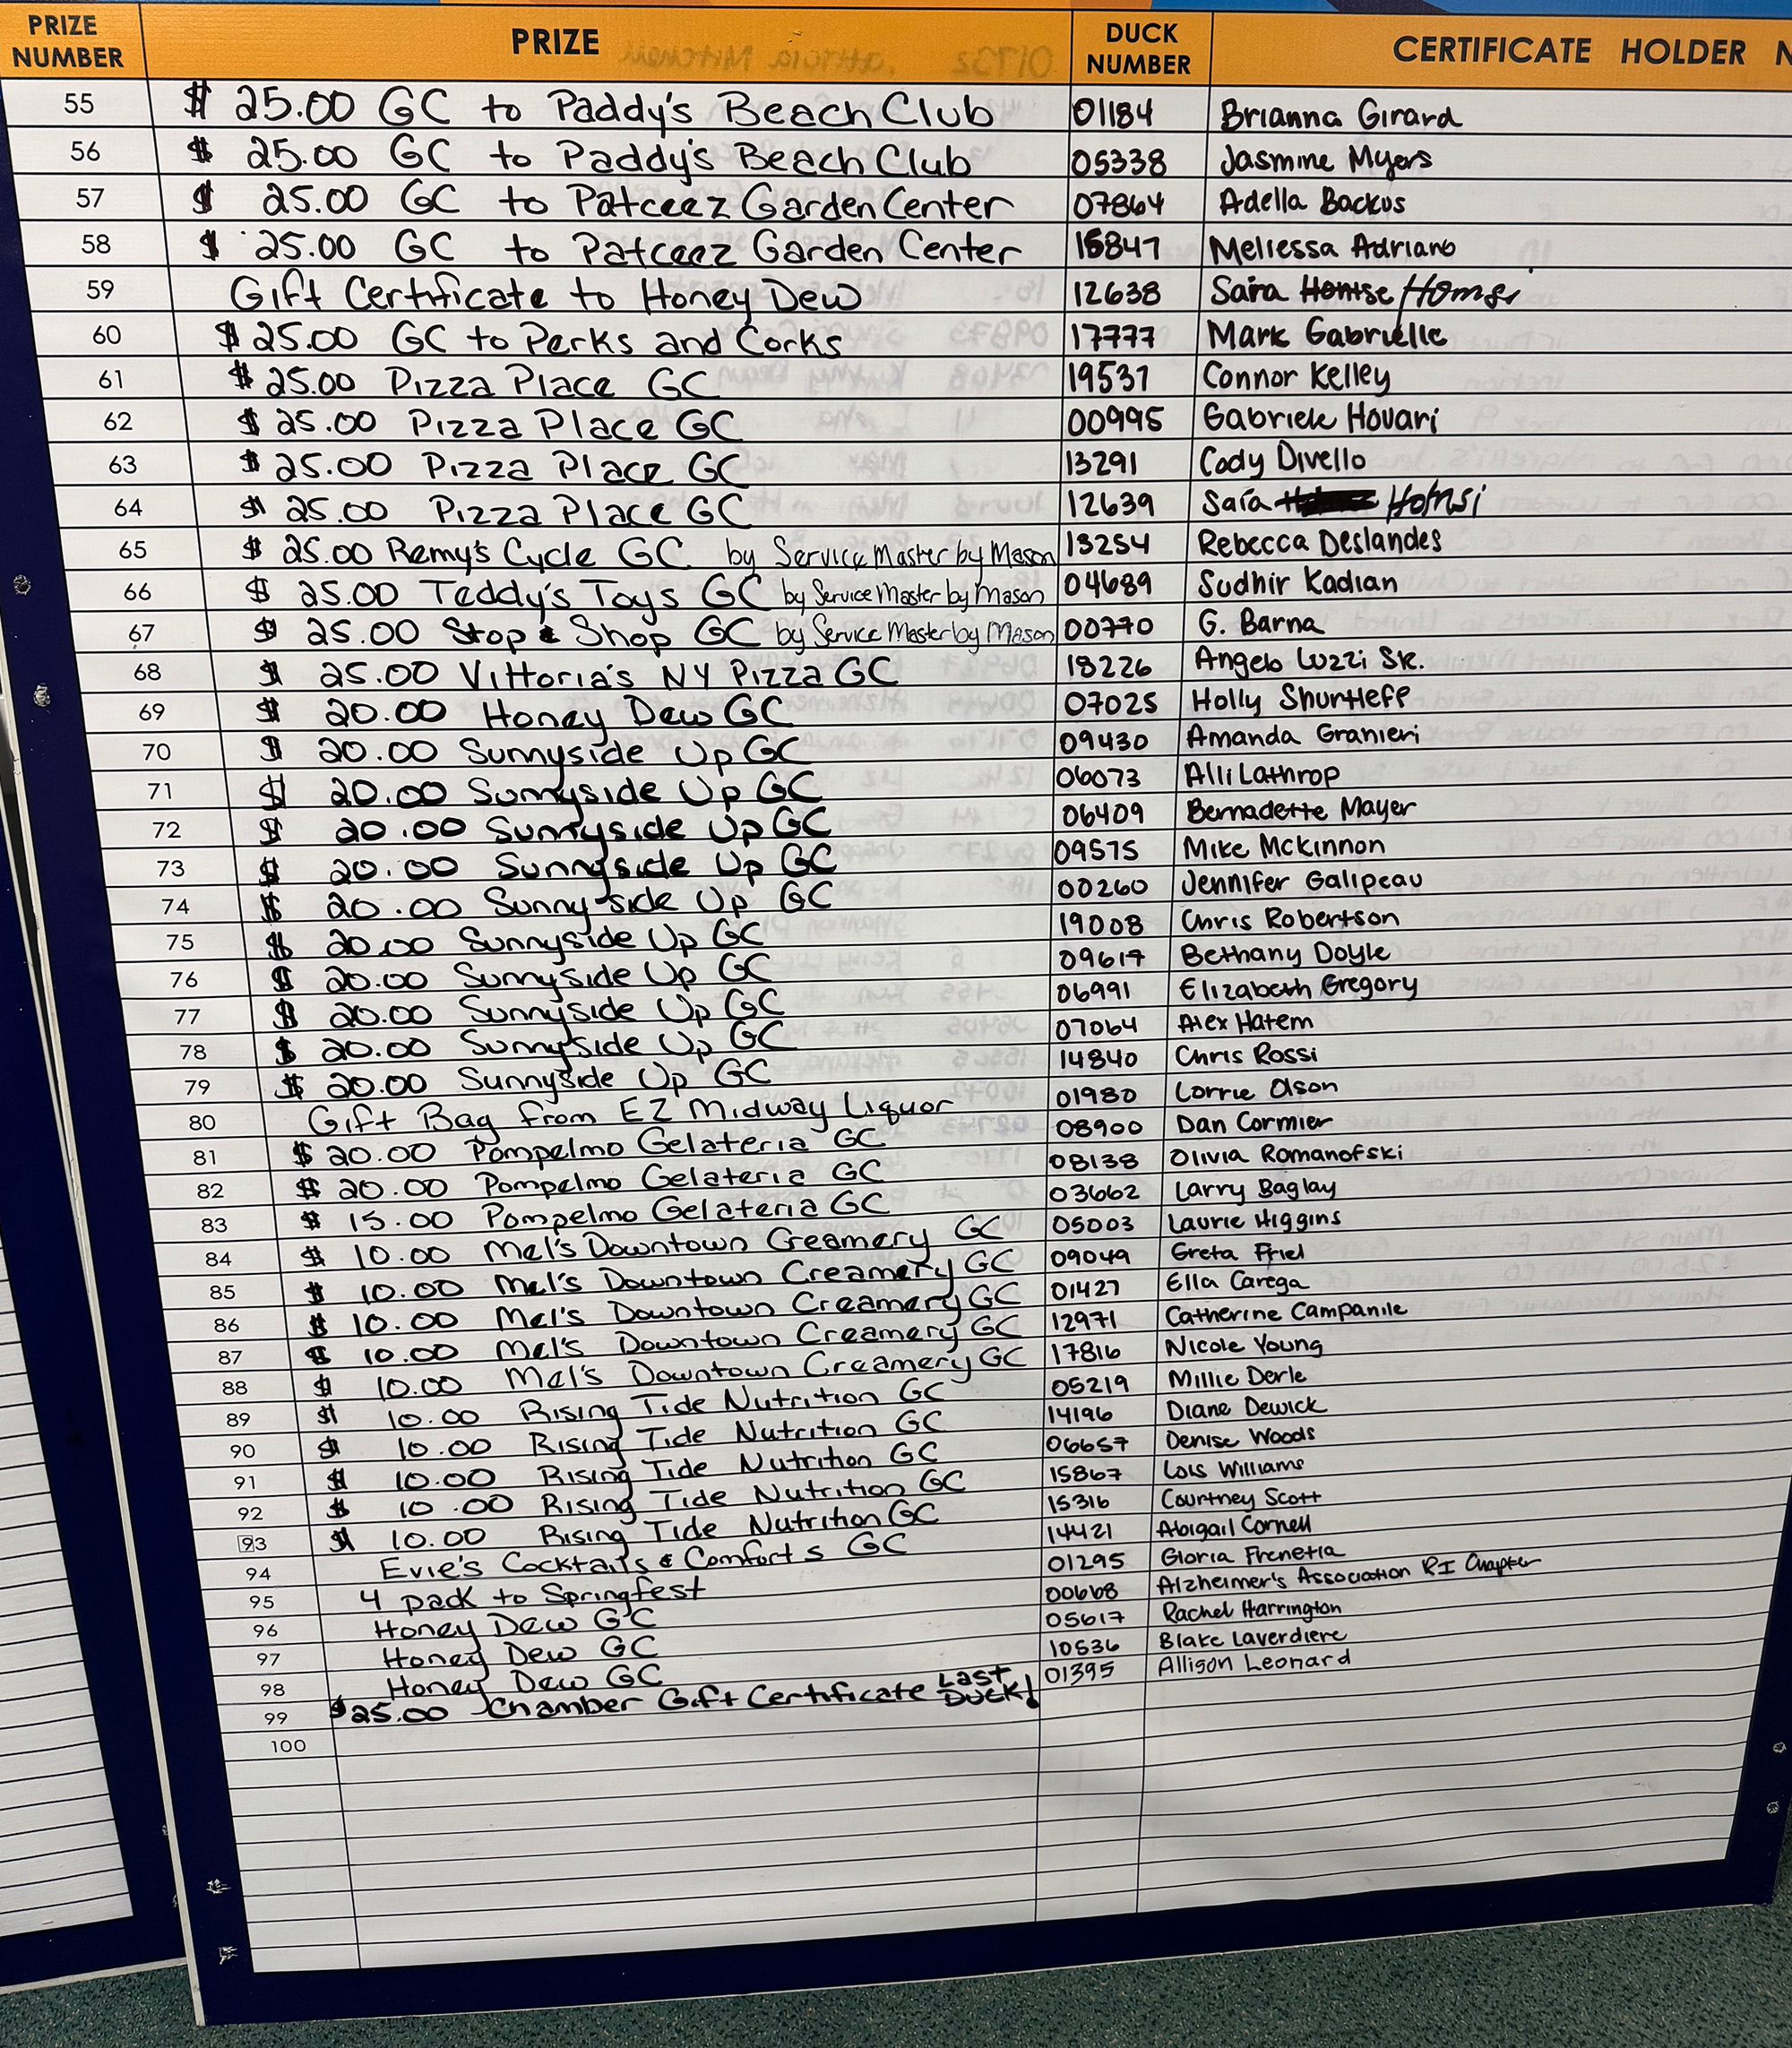 PRIZE NUMBER PRIZE DUCK NUMBER CERTIFICATE HOLDER N
55 $ 25.00 GC to Paddy's Beach Club 01184 Brianna Girard
56 $ 25.00 GC to Paddy's Beach Club 05338 Jasmine Myers
57 $ 25.00 GC to Patceez Garden Center 07864 Adella Backus
58 $ 25.00 GC to Patceez Garden Center 15847 Meliessa Adriano
59 Gift Certificate to Honey Dew 12638 Saira Homse Homsi
60 $ 25.00 GC to Perks and Corks 17777 Mark Gabrielle
61 $ 25.00 Pizza Place GC 19537 Connor Kelley
62 $ 25.00 Pizza Place GC 00995 Gabriele Houari
63 $ 25.00 Pizza Place GC 13291 Cody Divello
64 $ 25.00 Pizza Place GC 12639 Saia Homsi
65 $ 25.00 Remy's Cycle GC by Service Master by Mason 13254 Rebecca Deslandes
66 $ 25.00 Teddy's Toys GC by Service Master by Mason 04689 Sudhir Kadian
67 $ 25.00 Stop & Shop GC by Service Master by Mason 00770 G. Barna
68 $ 25.00 Vittoria's NY Pizza GC 18226 Angelo Luzzi SR.
69 $ 20.00 Honey Dew GC 07025 Holly Shurtleff
70 $ 20.00 Sunnyside Up GC 09430 Amanda Granieri
71 $ 20.00 Sunnyside Up GC 06073 Alli Lathrop
72 $ 20.00 Sunnyside Up GC 06409 Bernadette Mayer
73 $ 20.00 Sunnyside Up GC 09575 Mike McKinnon
74 $ 20.00 Sunnyside Up GC 00260 Jennifer Galipeau
75 $ 20.00 Sunnyside Up GC 19008 Chris Robertson
76 $ 20.00 Sunnyside Up GC 09617 Bethany Doyle
77 $ 20.00 Sunnyside Up GC 06991 Elizabeth Gregory
78 $ 20.00 Sunnyside Up GC 07064 Alex Hatem
79 $ 20.00 Sunnyside Up GC 14840 Chris Rossi
80 Gift Bag from EZ Midway Liquor 01980 Lorrie Olson
81 $ 20.00 Pompelmo Gelateria GC 08900 Dan Cormier
82 $ 20.00 Pompelmo Gelateria GC 08138 Olivia Romanofski
83 $ 15.00 Pompelmo Gelateria GC 03662 Larry Baglay
84 $ 10.00 Mel's Downtown Creamery GC 05003 Laurie Higgins
85 $ 10.00 Mel's Downtown Creamery GC 09049 Greta Friel
86 $ 10.00 Mel's Downtown Creamery GC 01427 Ella Carega
87 $ 10.00 Mel's Downtown Creamery GC 12971 Catherine Campanile
88 $ 10.00 Mel's Downtown Creamery GC 17816 Nicole Young
89 $ 10.00 Rising Tide Nutrition GC 05219 Millie Derle
90 $ 10.00 Rising Tide Nutrition GC 14196 Diane Dewick
91 $ 10.00 Rising Tide Nutrition GC 06657 Denise Woods
92 $ 10.00 Rising Tide Nutrition GC 15867 Lois Williams
93 $ 10.00 Rising Tide Nutrition GC 15316 Courtney Scott
94 Evie's Cocktails & Comforts GC 14421 Abigail Cornell
95 4 pack to Springfest 01295 Gloria Frenetta
96 Honey Dew GC 00668 Alzheimer's Association RI Chapter
97 Honey Dew GC 05617 Rachel Harrington
98 Honey Dew GC 10536 Blake Laverdiere
99 $25.00 Chamber Gift Certificate LAST DUCK! 01395 Allison Leonard
100